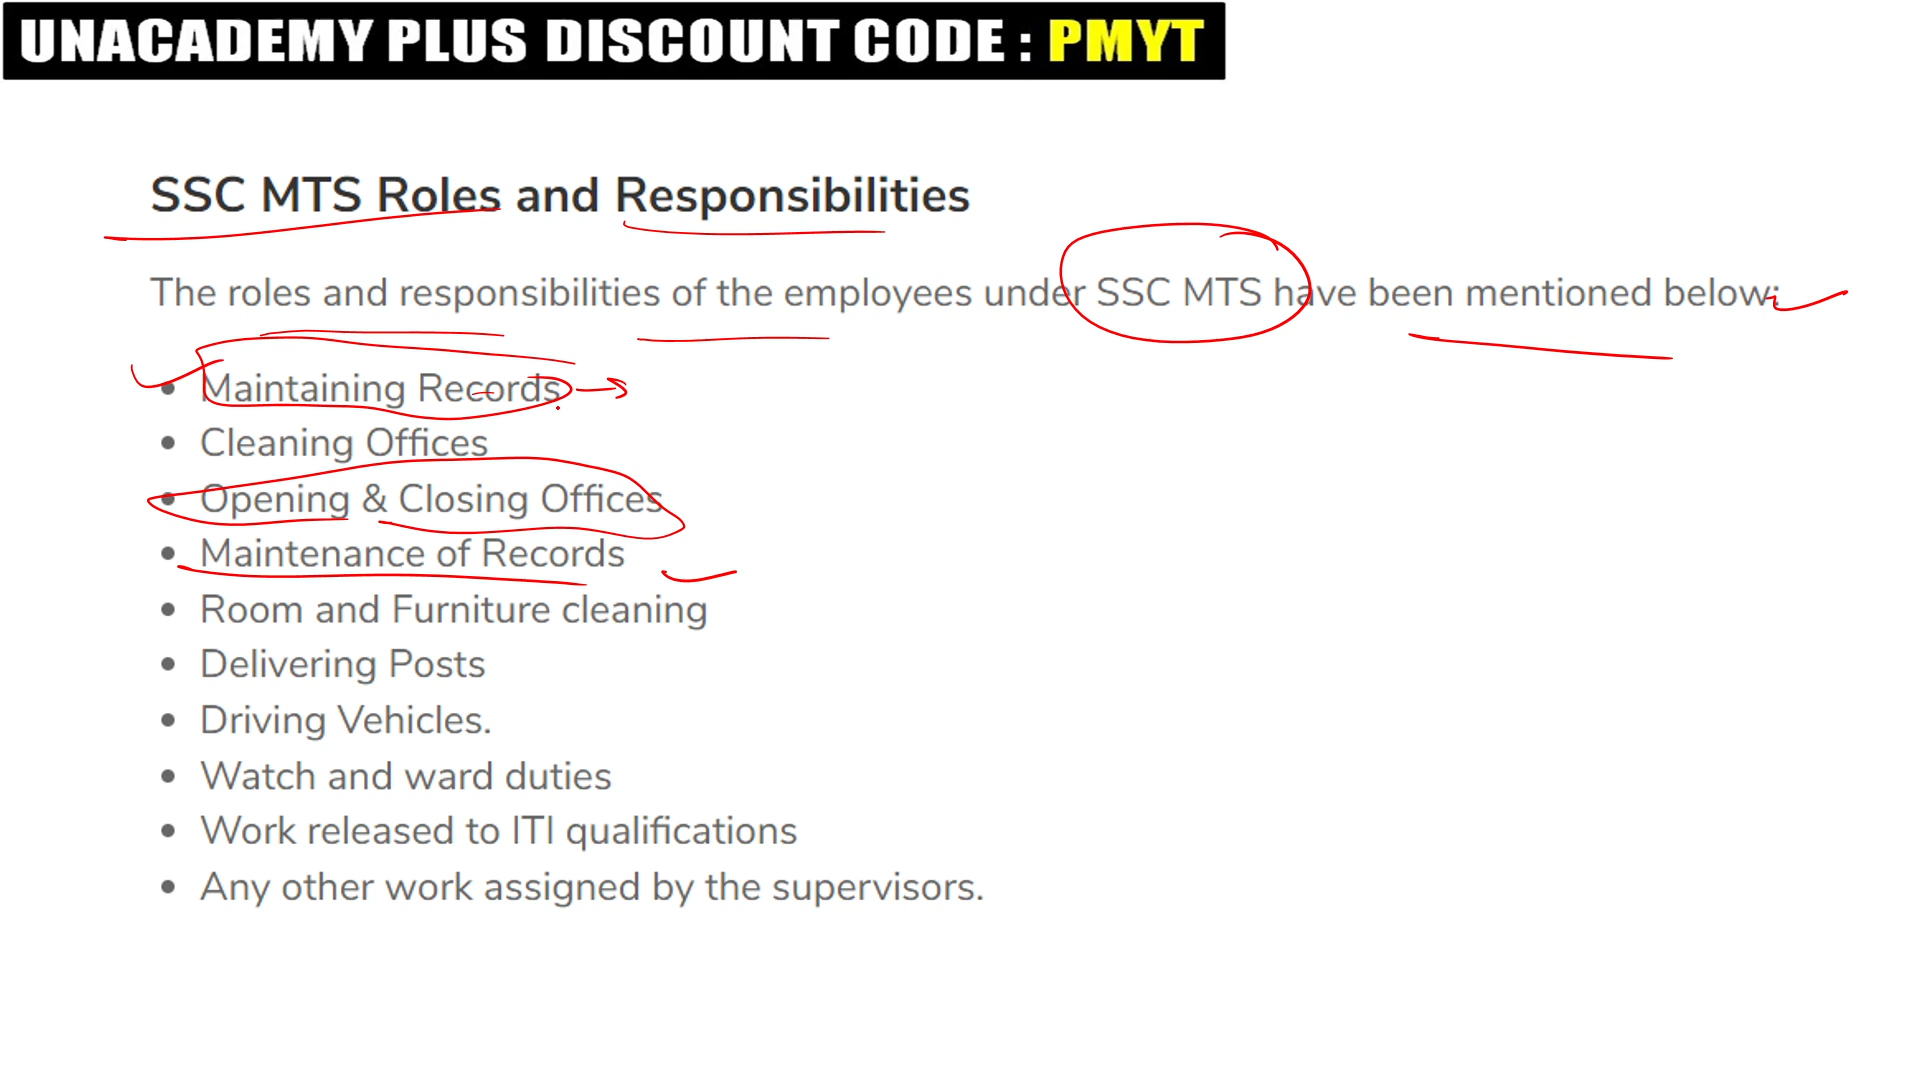 UNACADEMY PLUS DISCOUNT CODE : PMYT
SSC MTS Roles and Responsibilities
The roles and responsibilities of the employees under SSC MTS have been mentioned below:
• Maintaining Records
• Cleaning Offices
• Opening & Closing Offices
• Maintenance of Records
• Room and Furniture cleaning
• Delivering Posts
• Driving Vehicles.
• Watch and ward duties
• Work released to ITI qualifications
• Any other work assigned by the supervisors.